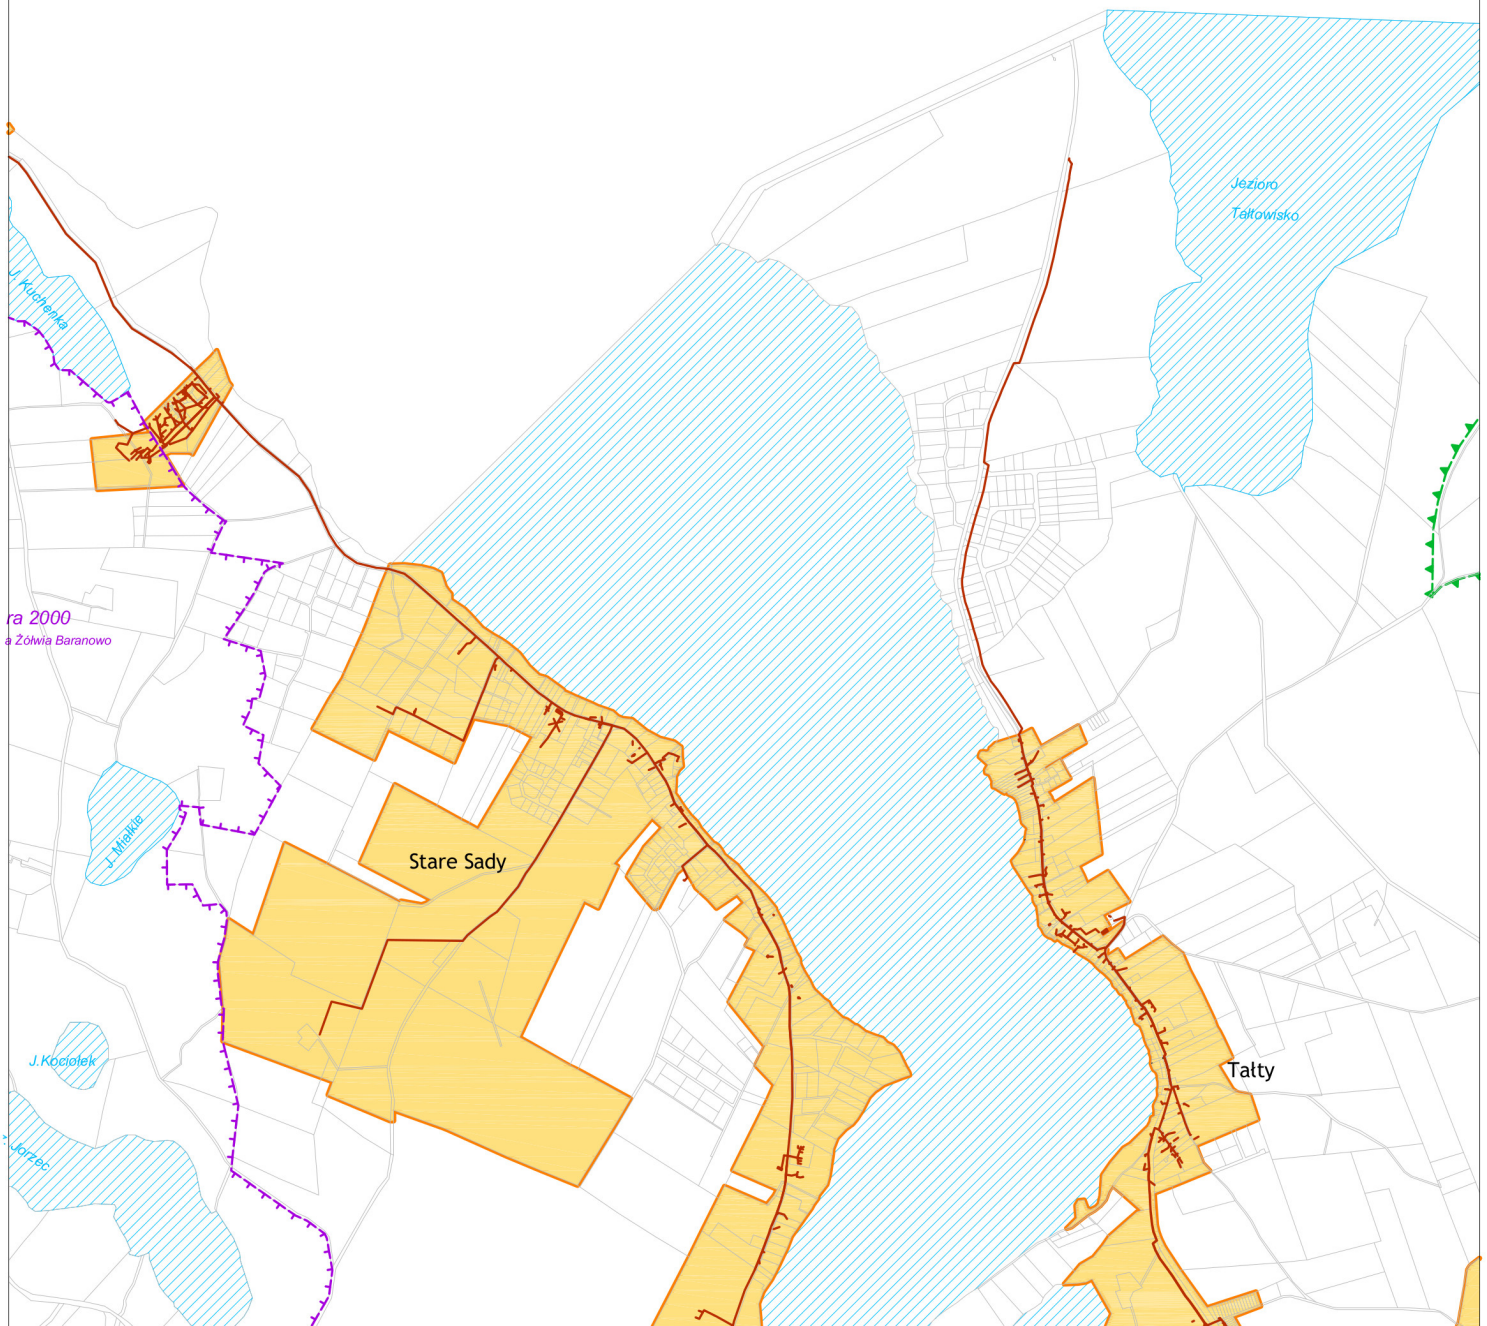 Jezioro
Tałtowisko
J. Kuchenka
ra 2000
a Żółwia Baranowo
J. Miałkie
Stare Sady
J.Kociołek
Tałty
Jorzec